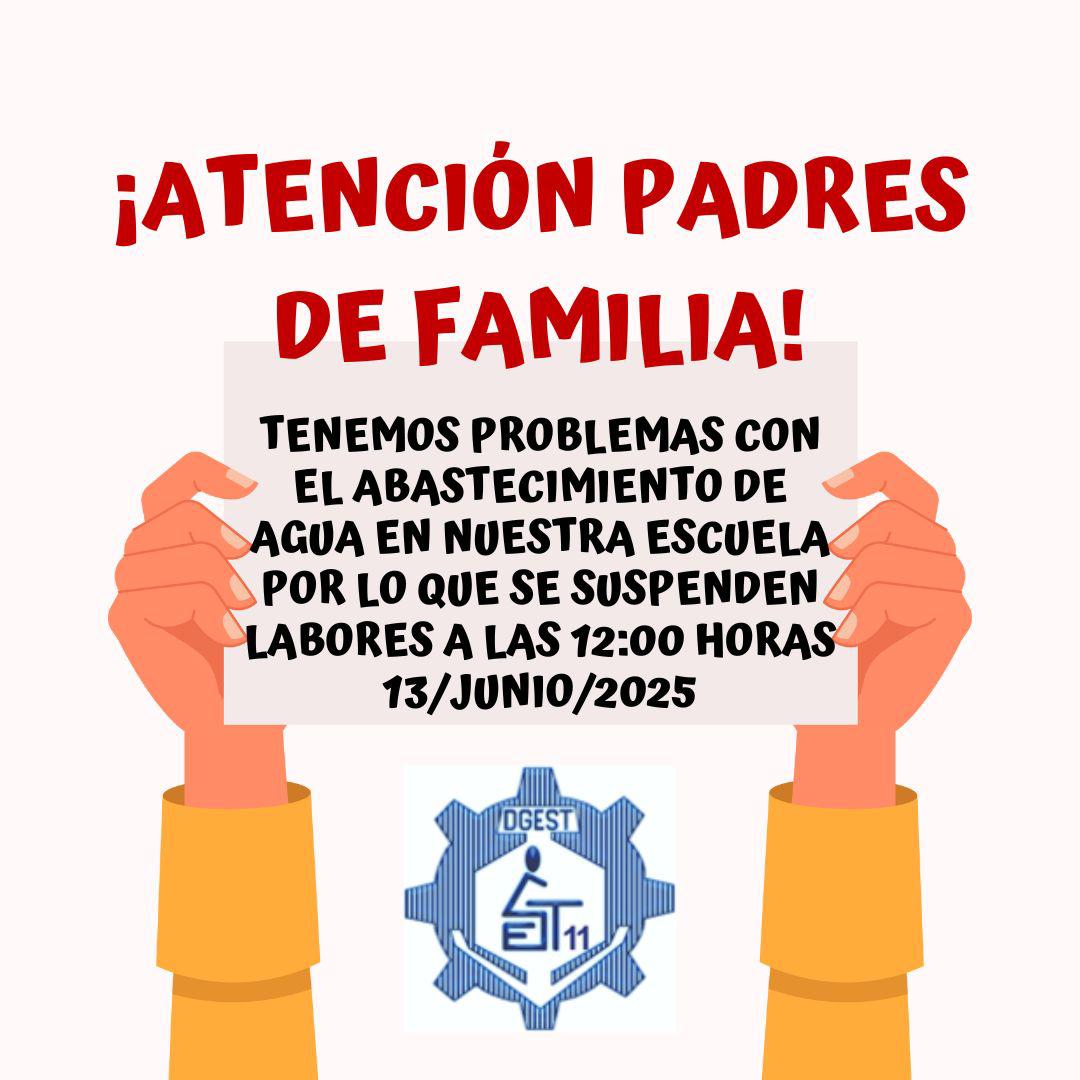 ¡ATENCIÓN PADRES
DE FAMILIA!
TENEMOS PROBLEMAS CON
EL ABASTECIMIENTO DE
AGUA EN NUESTRA ESCUELA
POR LO QUE SE SUSPENDEN
LABORES A LAS 12:00 HORAS
13/JUNIO/2025
DGEST
EST 11